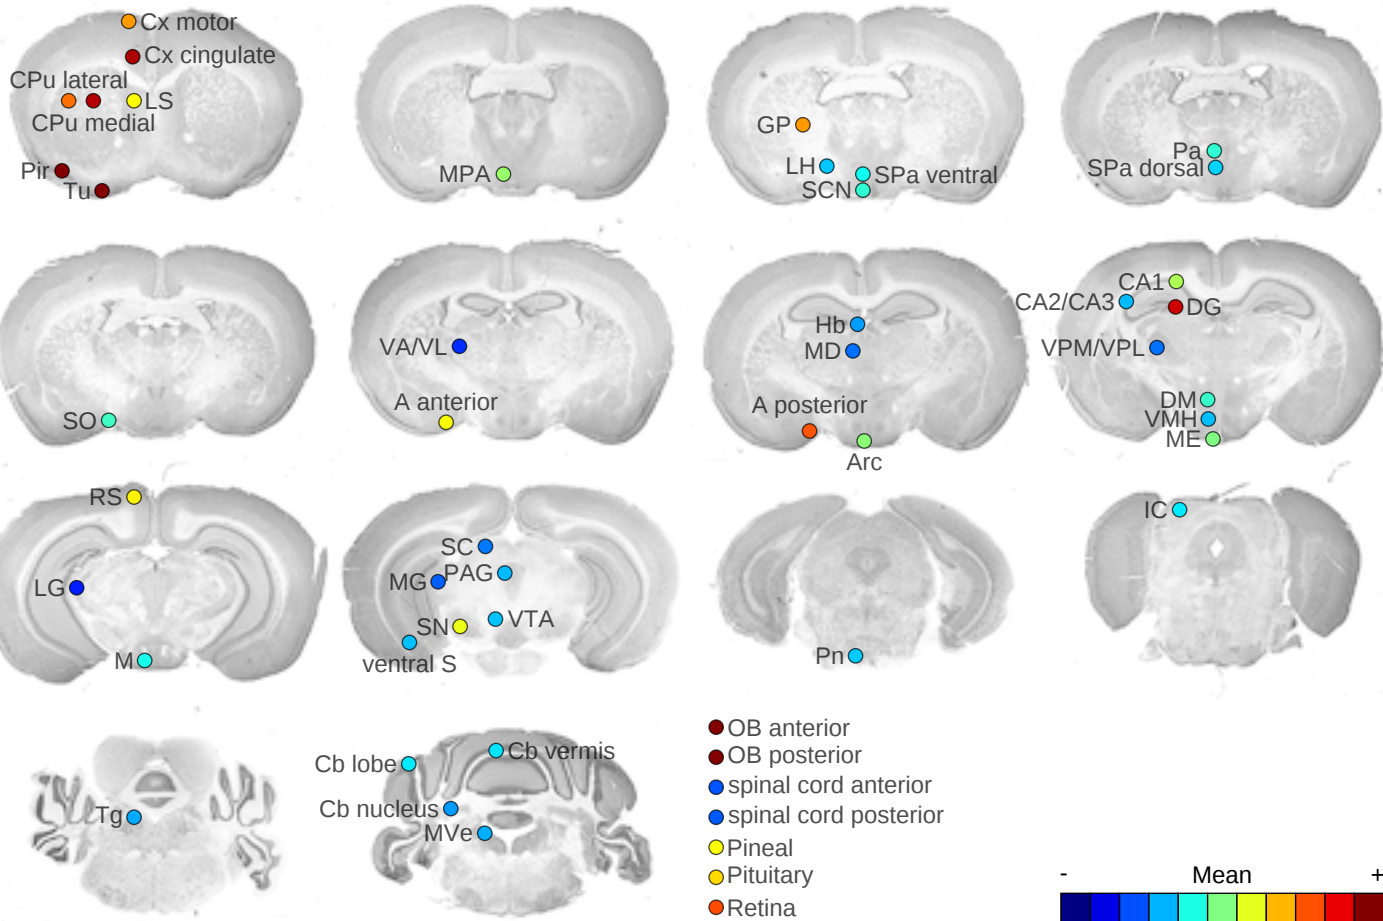 Cx motor
Cx cingulate
CPu lateral
LS
CPu medial
Pir
Tu
MPA
GP
LH
SPa ventral
SCN
Pa
SPa dorsal
SO
VA/VL
A anterior
Hb
MD
A posterior
Arc
CA1
CA2/CA3
DG
VPM/VPL
DM
VMH
ME
RS
LG
M
SC
MG
PAG
SN
VTA
ventral S
Pn
IC
Tg
Cb lobe
Cb vermis
Cb nucleus
MVe
OB anterior
OB posterior
spinal cord anterior
spinal cord posterior
Pineal
Pituitary
Retina
- Mean +